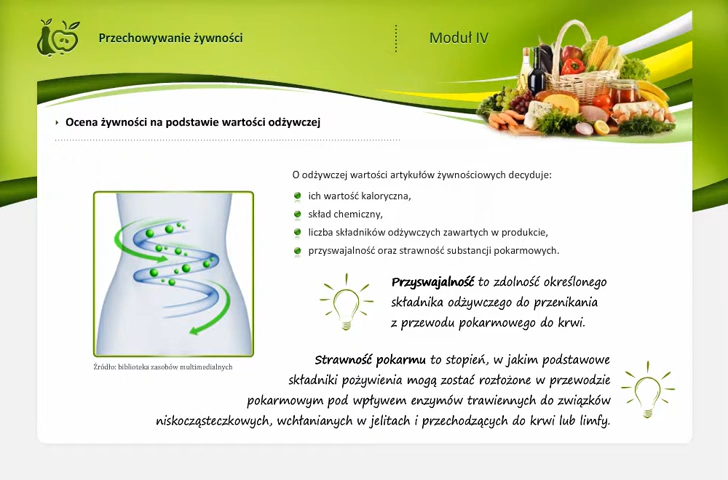 Przechowywanie żywności
Moduł IV
Ocena żywności na podstawie wartości odżywczej
O odżywczej wartości artykułów żywnościowych decyduje:
ich wartość kaloryczna,
skład chemiczny,
liczba składników odżywczych zawartych w produkcie,
przyswajalność oraz strawność substancji pokarmowych.
Przyswajalność to zdolność określonego
składnika odżywczego do przenikania
z przewodu pokarmowego do krwi.
Źródło: biblioteka zasobów multimedialnych
Strawność pokarmu to stopień, w jakim podstawowe
składniki pożywienia mogą zostać rozłożone w przewodzie
pokarmowym pod wpływem enzymów trawiennych do związków
niskocząsteczkowych, wchłanianych w jelitach i przechodzących do krwi lub limfy.